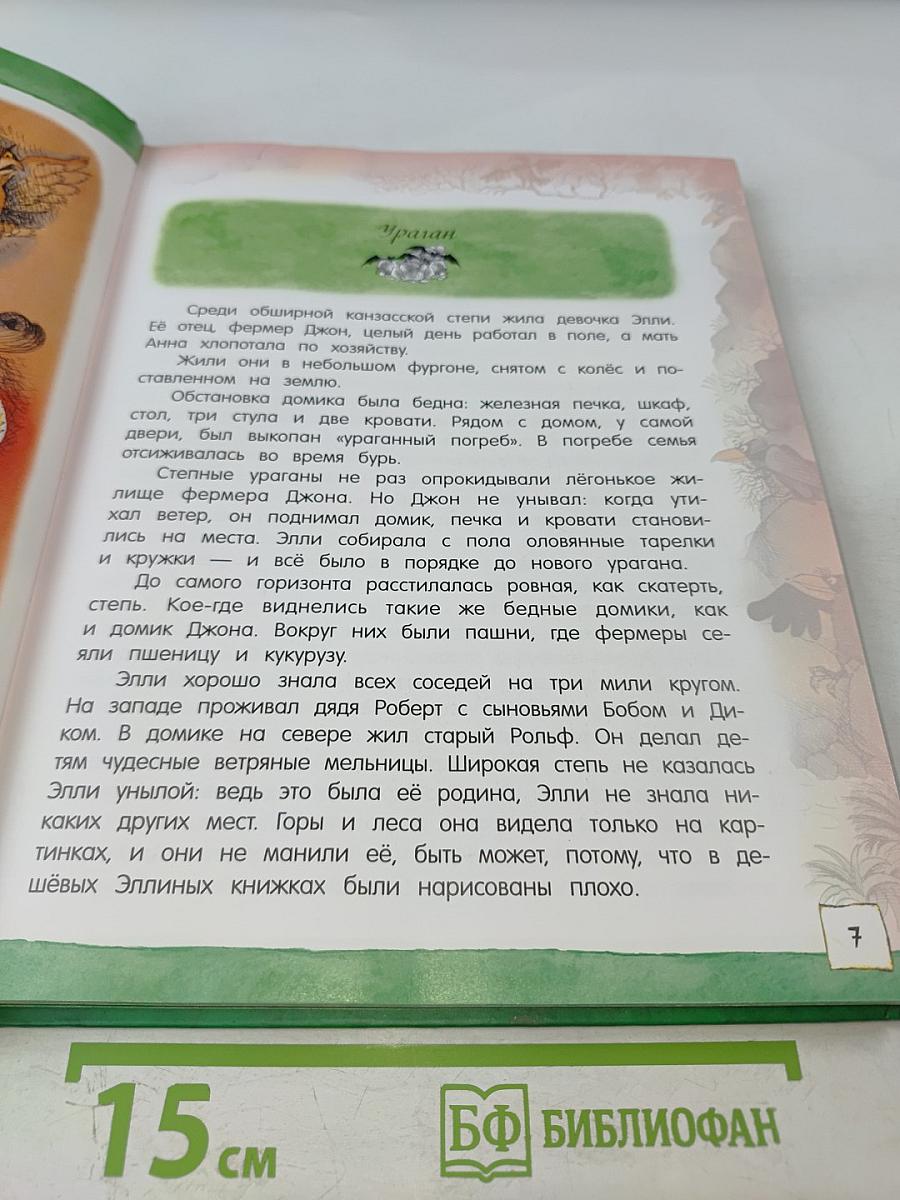 Ураган
Среди обширной канзасской степи жила девочка Элли.
Её отец, фермер Джон, целый день работал в поле, а мать
Анна хлопотала по хозяйству.
Жили они в небольшом фургоне, снятом с колёс и по-
ставленном на землю.
Обстановка домика была бедна: железная печка, шкаф,
стол, три стула и две кровати. Рядом с домом, у самой
двери, был выкопан «ураганный погреб». В погребе семья
отсиживалась во время бурь.
Степные ураганы не раз опрокидывали лёгонькое жи-
лище фермера Джона. Но Джон не унывал: когда ути-
хал ветер, он поднимал домик, печка и кровати станови-
лись на места. Элли собирала с пола оловянные тарелки
и кружки — и всё было в порядке до нового урагана.
До самого горизонта расстилалась ровная, как скатерть,
степь. Кое-где виднелись такие же бедные домики, как
и домик Джона. Вокруг них были пашни, где фермеры се-
яли пшеницу и кукурузу.
Элли хорошо знала всех соседей на три мили кругом.
На западе проживал дядя Роберт с сыновьями Бобом и Ди-
ком. В домике на севере жил старый Рольф. Он делал де-
тям чудесные ветряные мельницы. Широкая степь не казалась
Элли унылой: ведь это была её родина, Элли не знала ни-
каких других мест. Горы и леса она видела только на кар-
тинках, и они не манили её, быть может, потому, что в де-
шёвых Эллиных книжках были нарисованы плохо.
7
15 см
БФ БИБЛИОФАН